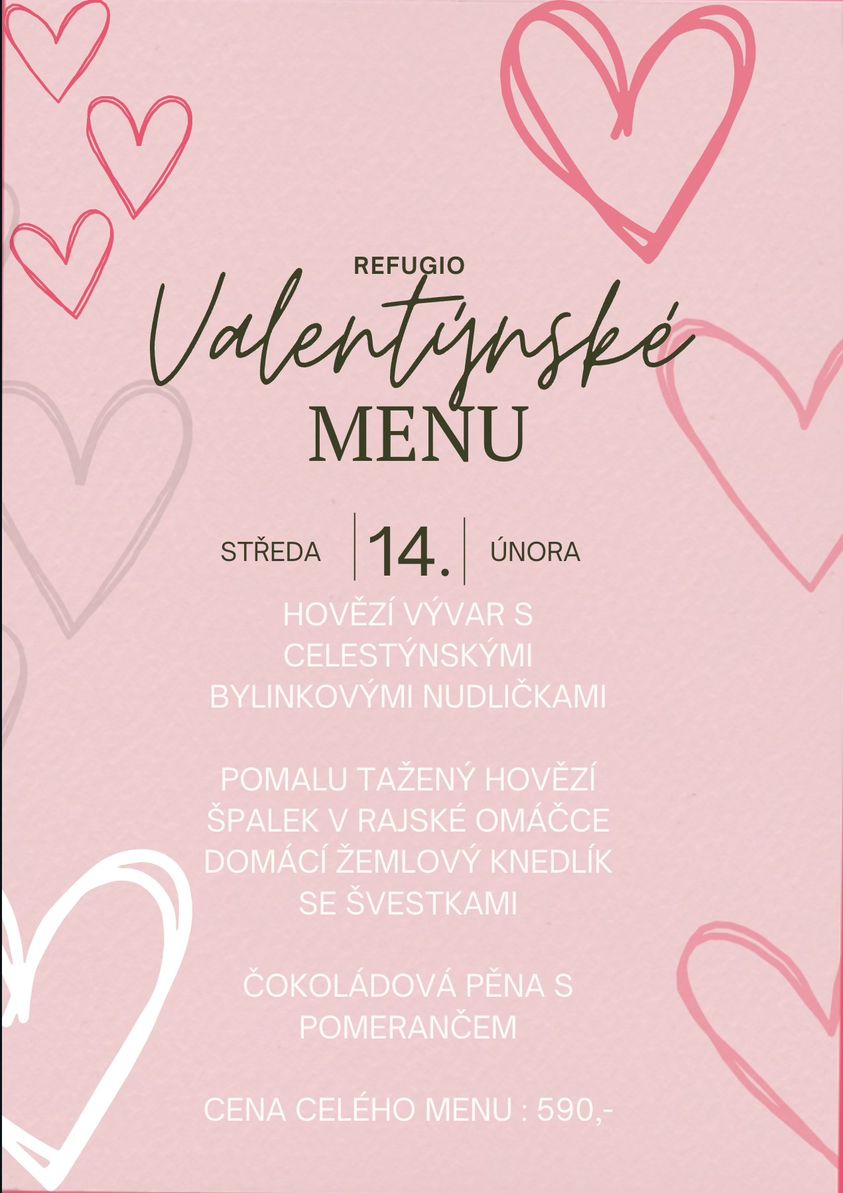 REFUGIO
Valentýnské
MENU
STŘEDA 14. ÚNORA
HOVĚZÍ VÝVAR S
CELESTÝNSKÝMI
BYLINKOVÝMI NUDLIČKAMI
POMALU TAŽENÝ HOVĚZÍ
ŠPALEK V RAJSKÉ OMÁČCE
DOMÁCÍ ŽEMLOVÝ KNEDLÍK
SE ŠVESTKAMI
ČOKOLÁDOVÁ PĚNA S
POMERANČEM
CENA CELÉHO MENU : 590,-